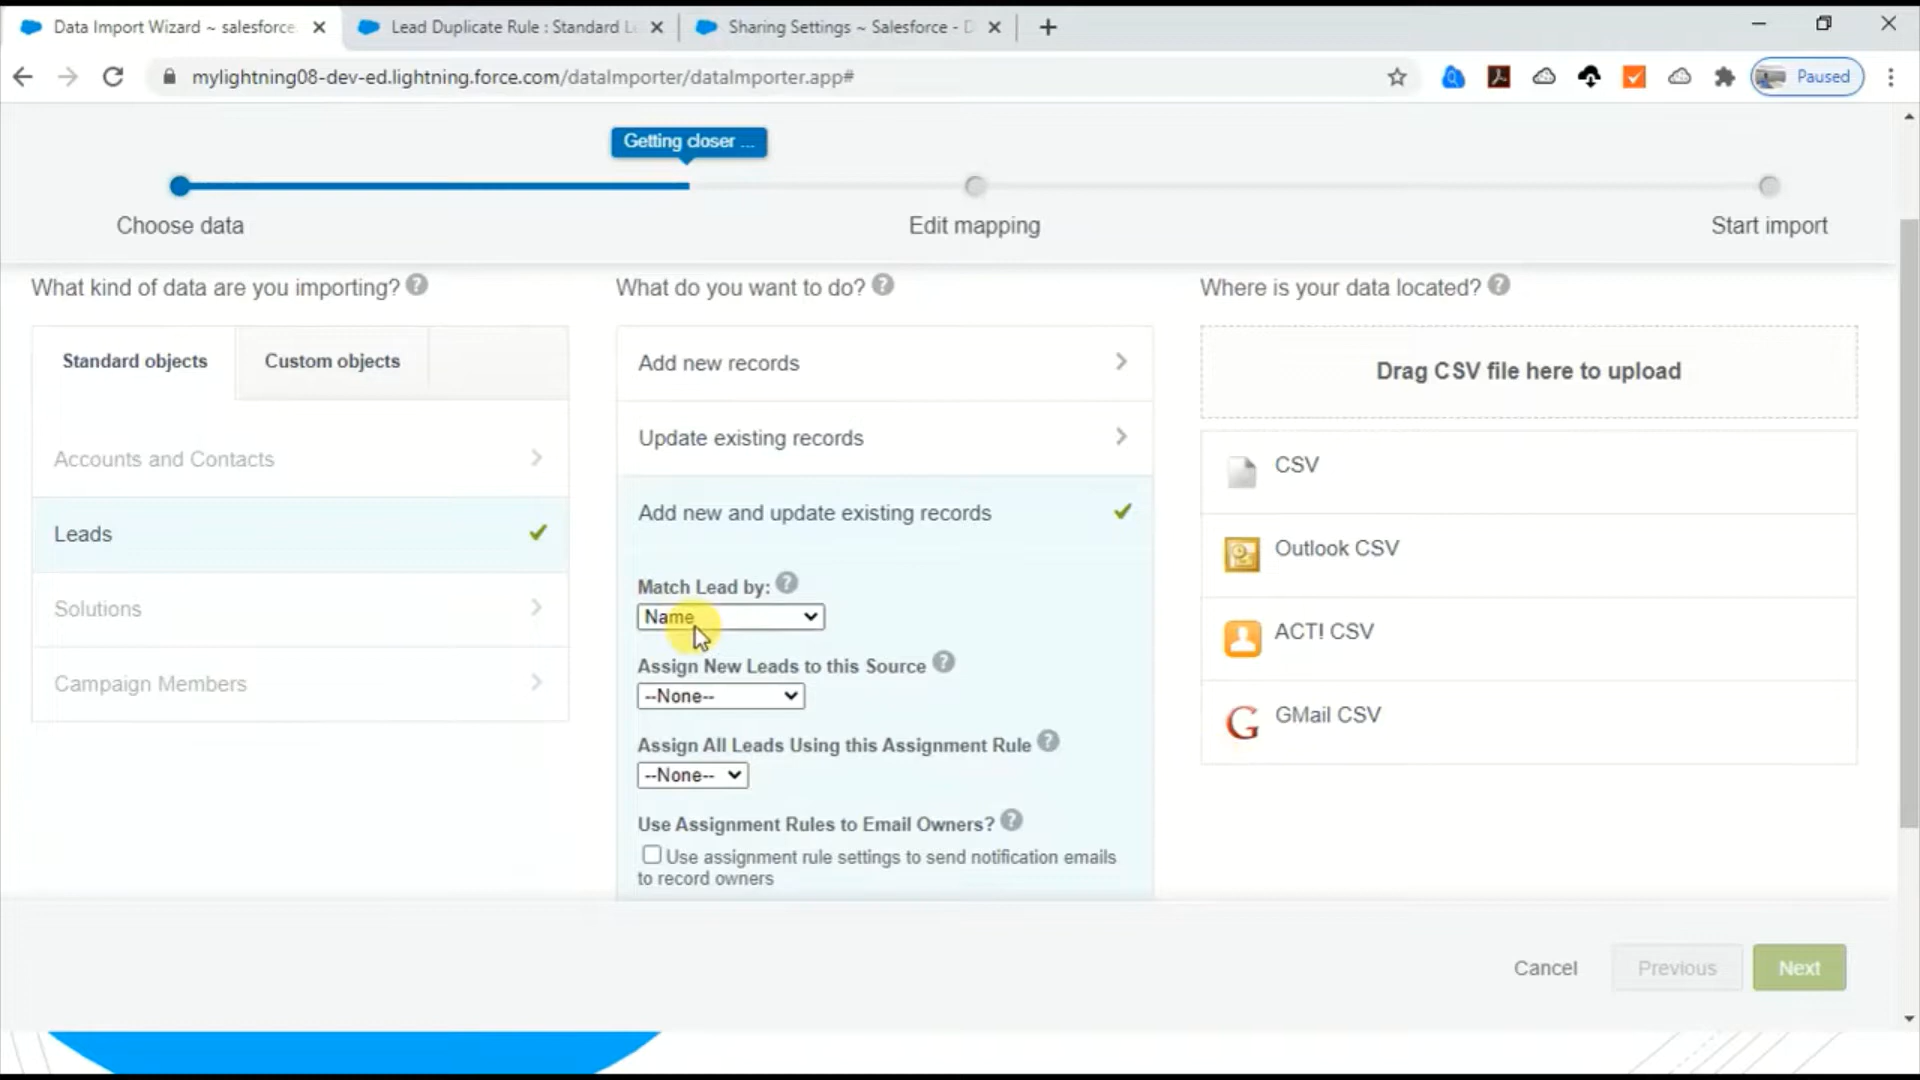 Data Import Wizard ~ salesforce
Lead Duplicate Rule : Standard Le
Sharing Settings ~ Salesforce - D
mylightning08-dev-ed.lightning.force.com/dataImporter/dataImporter.app#
Paused
Getting closer ...
Choose data
Edit mapping
Start import
What kind of data are you importing? ?
What do you want to do? ?
Where is your data located? ?
Standard objects
Custom objects
Accounts and Contacts
Leads
Solutions
Campaign Members
Add new records
Update existing records
Add new and update existing records
Match Lead by: ?
Name
Assign New Leads to this Source ?
--None--
Assign All Leads Using this Assignment Rule ?
--None--
Use Assignment Rules to Email Owners? ?
Use assignment rule settings to send notification emails
to record owners
Drag CSV file here to upload
CSV
Outlook CSV
ACT! CSV
G GMail CSV
Cancel
Previous
Next